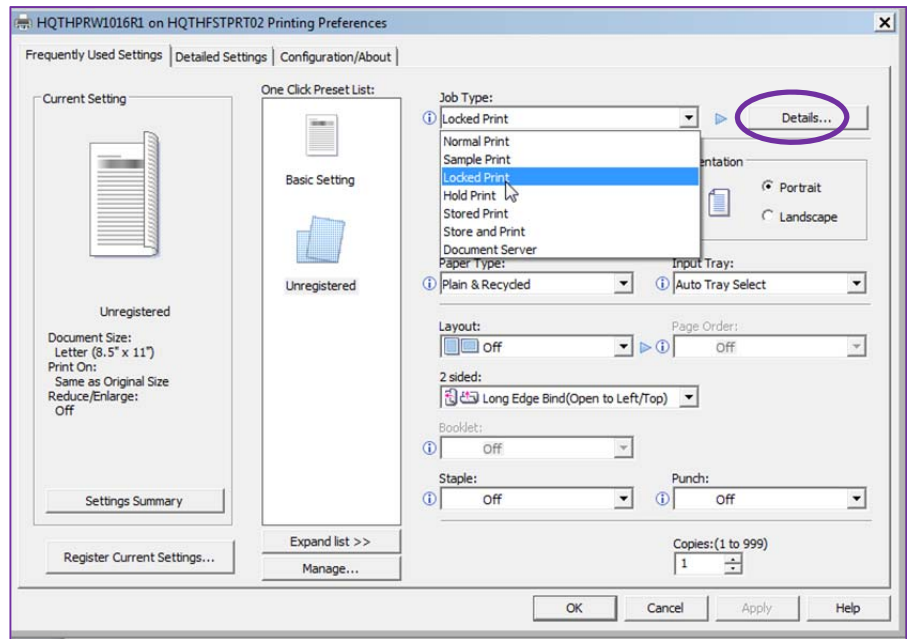 HQTHPRW1016R1 on HQTHFSTPRT02 Printing Preferences
Frequently Used Settings
Detailed Settings
Configuration/About
Current Setting
Unregistered
Document Size:
Letter (8.5" x 11")
Print On:
Same as Original Size
Reduce/Enlarge:
Off
Settings Summary
Register Current Settings...
One Click Preset List:
Basic Setting
Unregistered
Expand list >>
Manage...
Job Type:
Locked Print
Details...
Normal Print
Sample Print
Locked Print
Hold Print
Stored Print
Store and Print
Document Server
entation
Portrait
Landscape
Paper Type:
Plain & Recycled
Input Tray:
Auto Tray Select
Layout:
Off
Page Order:
Off
2 sided:
Long Edge Bind(Open to Left/Top)
Booklet:
Off
Staple:
Off
Punch:
Off
Copies:(1 to 999)
1
OK
Cancel
Apply
Help